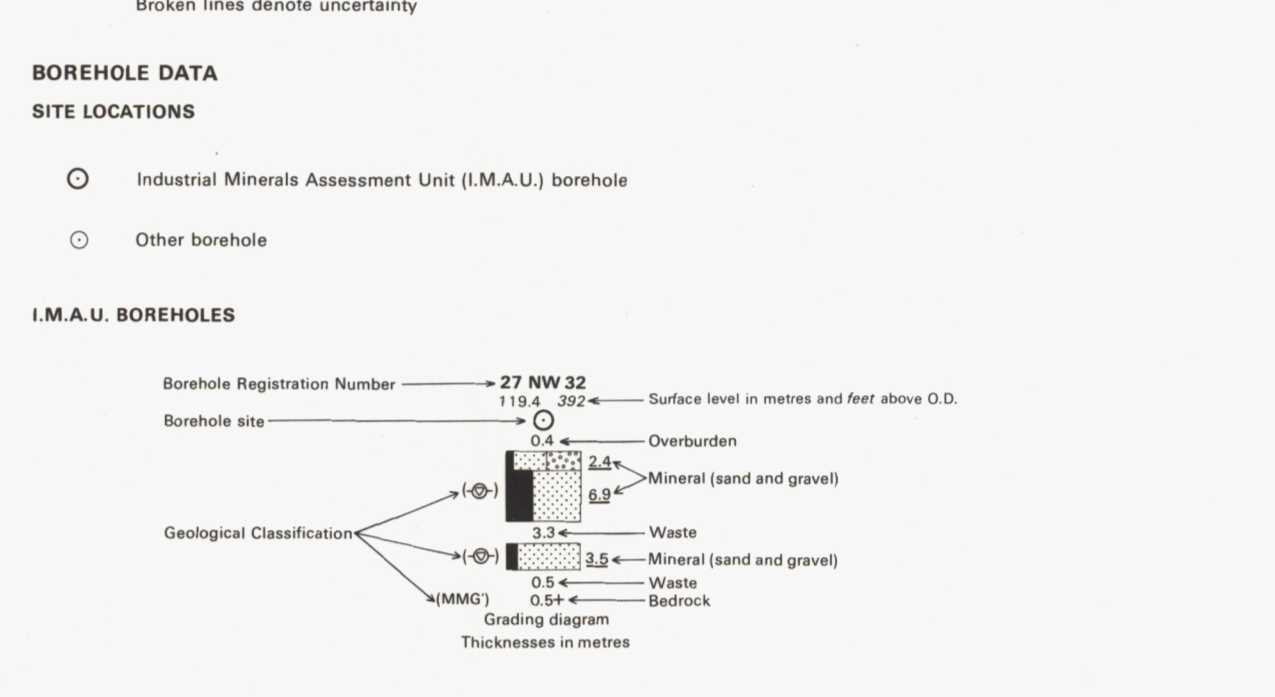 Broken lines denote uncertainty
BOREHOLE DATA
SITE LOCATIONS
Industrial Minerals Assessment Unit (I.M.A.U.) borehole
Other borehole
I.M.A.U. BOREHOLES
Borehole Registration Number 27 NW 32
119.4 392 Surface level in metres and feet above O.D.
Borehole site
0.4 Overburden
2.4
Mineral (sand and gravel)
6.9
Geological Classification
3.3 Waste
3.5 Mineral (sand and gravel)
0.5 Waste
(MMG') 0.5+ Bedrock
Grading diagram
Thicknesses in metres